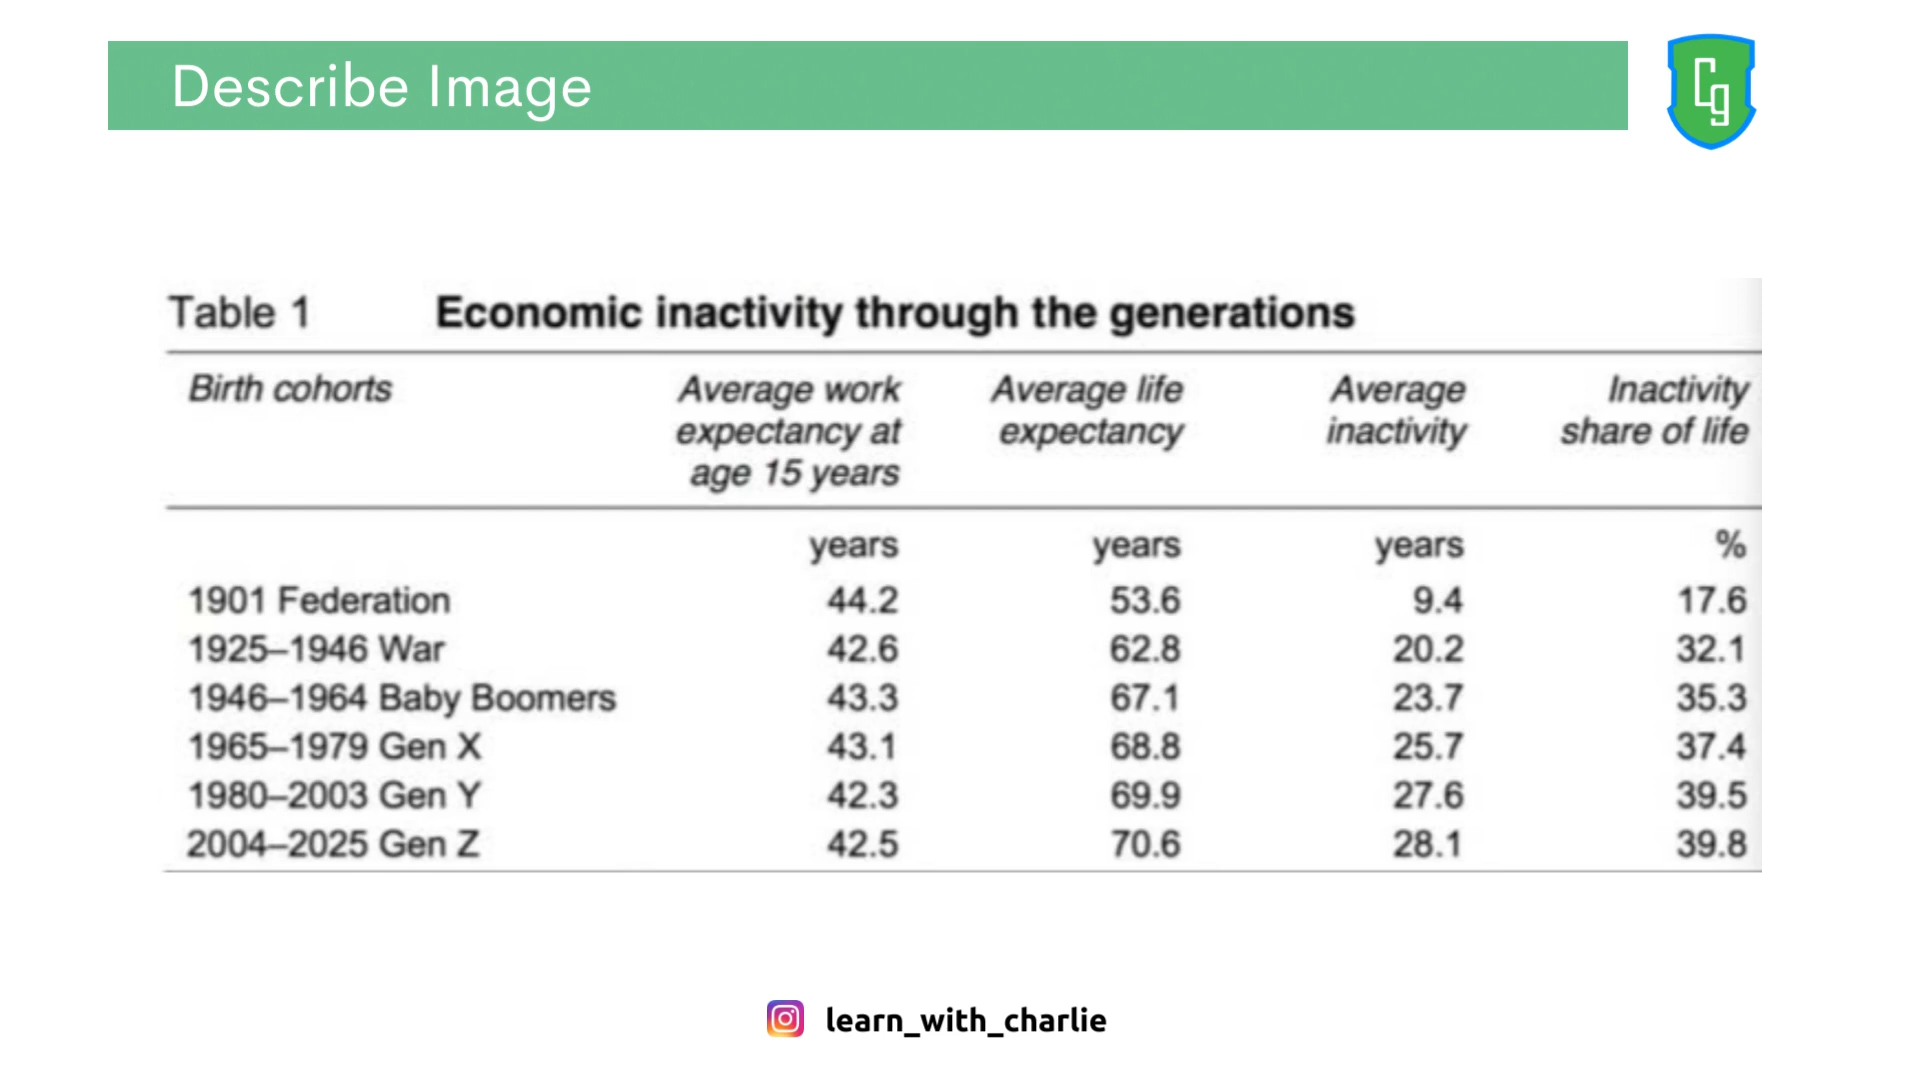 Describe Image
Cg
Table 1 Economic inactivity through the generations
Birth cohorts Average work expectancy at age 15 years Average life expectancy Average inactivity Inactivity share of life
years years years %
1901 Federation 44.2 53.6 9.4 17.6
1925–1946 War 42.6 62.8 20.2 32.1
1946–1964 Baby Boomers 43.3 67.1 23.7 35.3
1965–1979 Gen X 43.1 68.8 25.7 37.4
1980–2003 Gen Y 42.3 69.9 27.6 39.5
2004–2025 Gen Z 42.5 70.6 28.1 39.8
learn_with_charlie